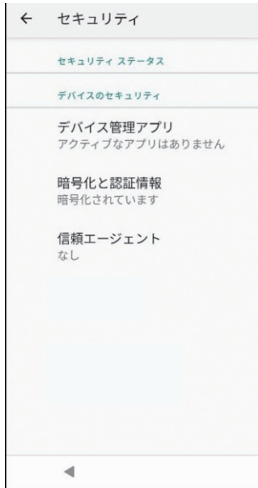 セキュリティ
セキュリティ ステータス
デバイスのセキュリティ
デバイス管理アプリ
アクティブなアプリはありません
暗号化と認証情報
暗号化されています
信頼エージェント
なし